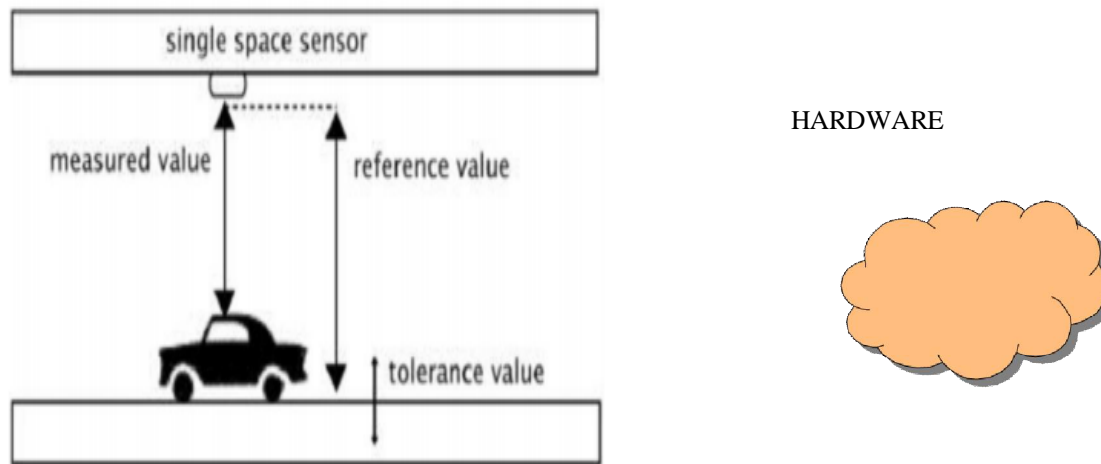 single space sensor
measured value
reference value
tolerance value
HARDWARE